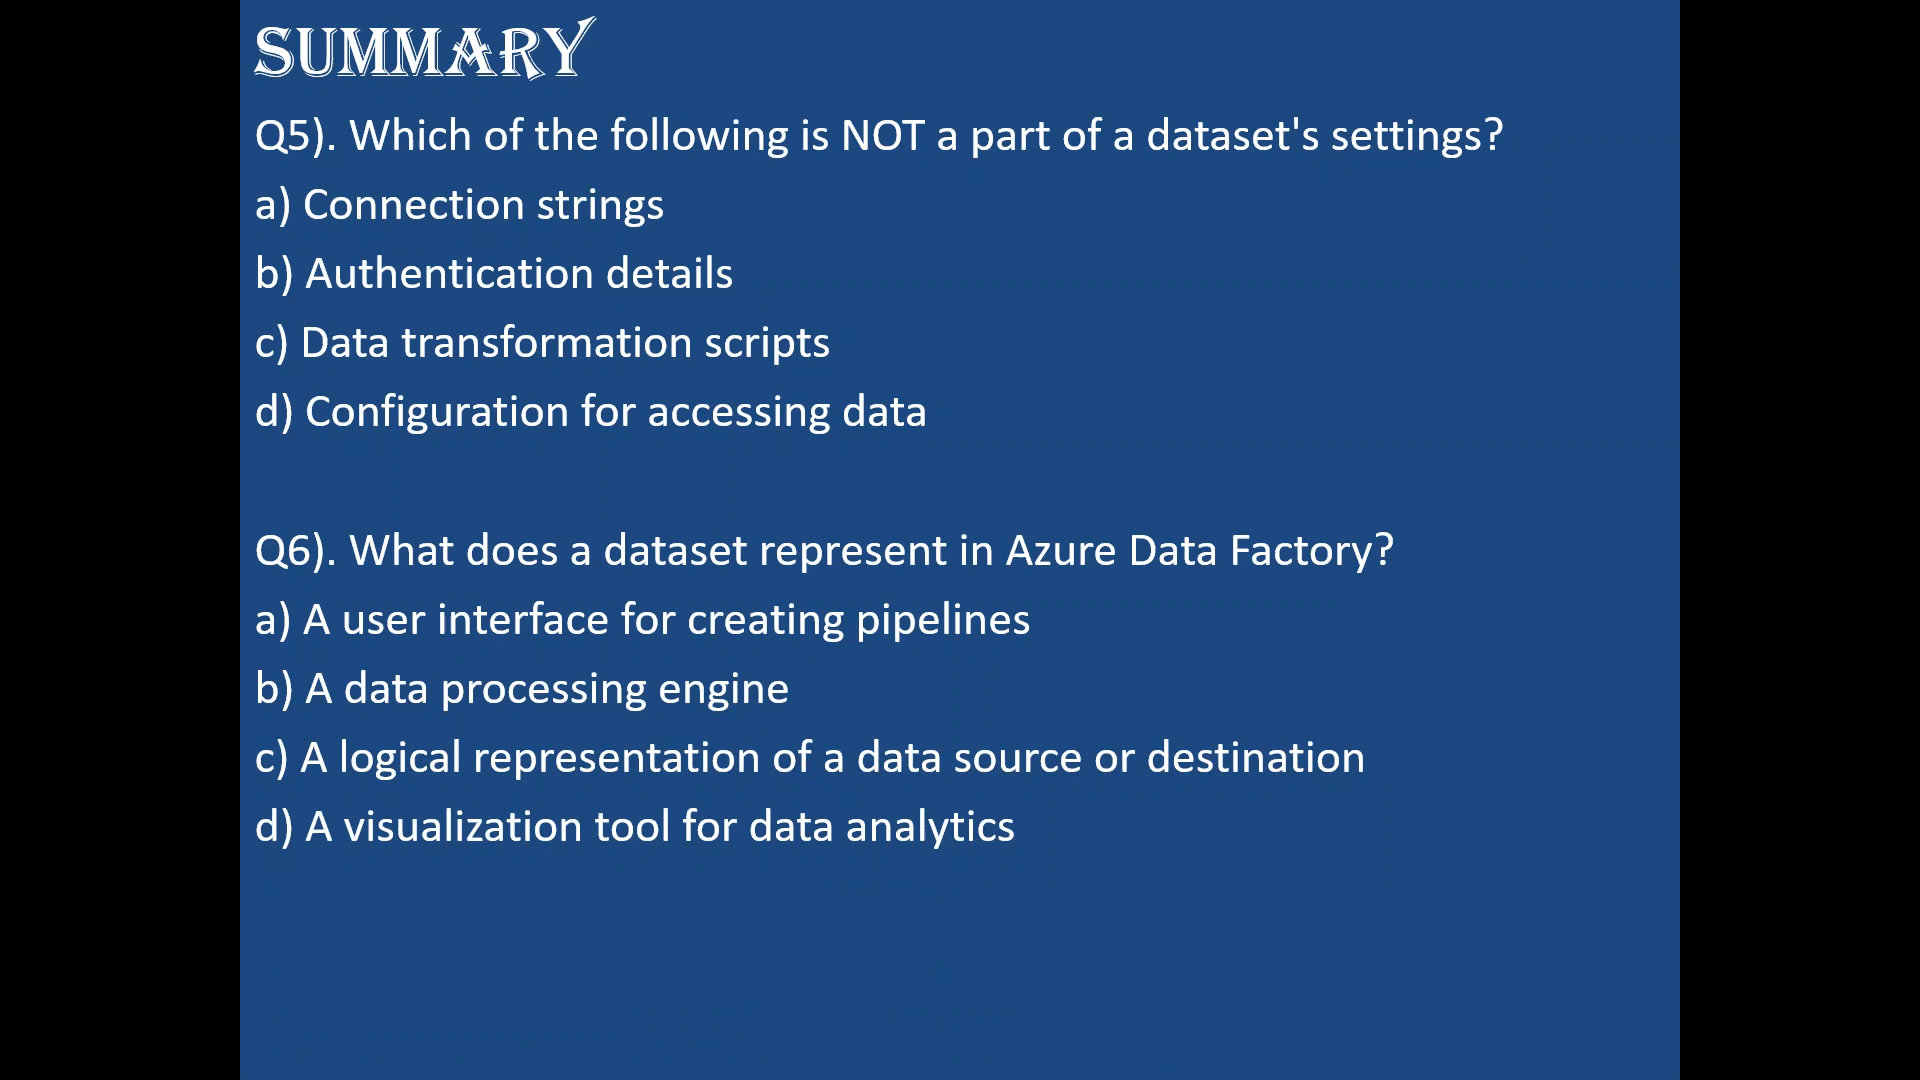 SUMMARY
Q5). Which of the following is NOT a part of a dataset's settings?
a) Connection strings
b) Authentication details
c) Data transformation scripts
d) Configuration for accessing data
Q6). What does a dataset represent in Azure Data Factory?
a) A user interface for creating pipelines
b) A data processing engine
c) A logical representation of a data source or destination
d) A visualization tool for data analytics